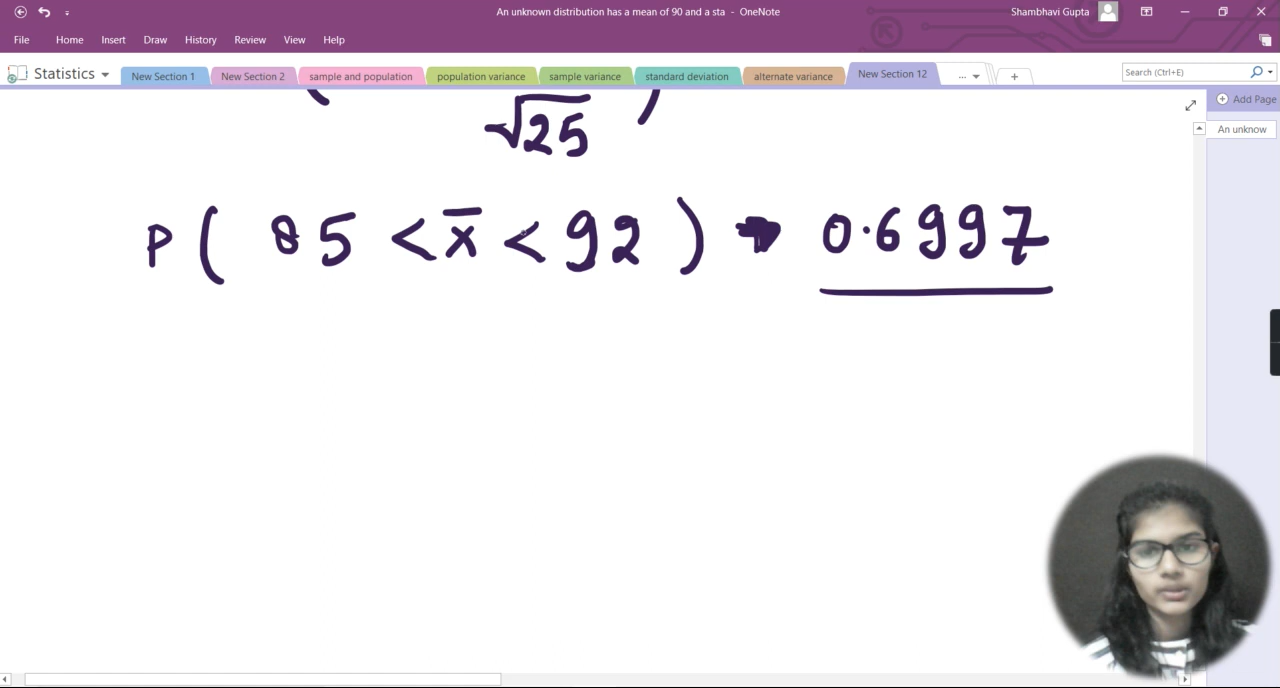 An unknown distribution has a mean of 90 and a sta - OneNote
Shambhavi Gupta
File Home Insert Draw History Review View Help
Statistics New Section 1 New Section 2 sample and population population variance sample variance standard deviation alternate variance New Section 12 ... + Search (Ctrl+E)
+ Add Page
An unknow
√25
P( 85 < x̅ < 92 ) → 0.6997